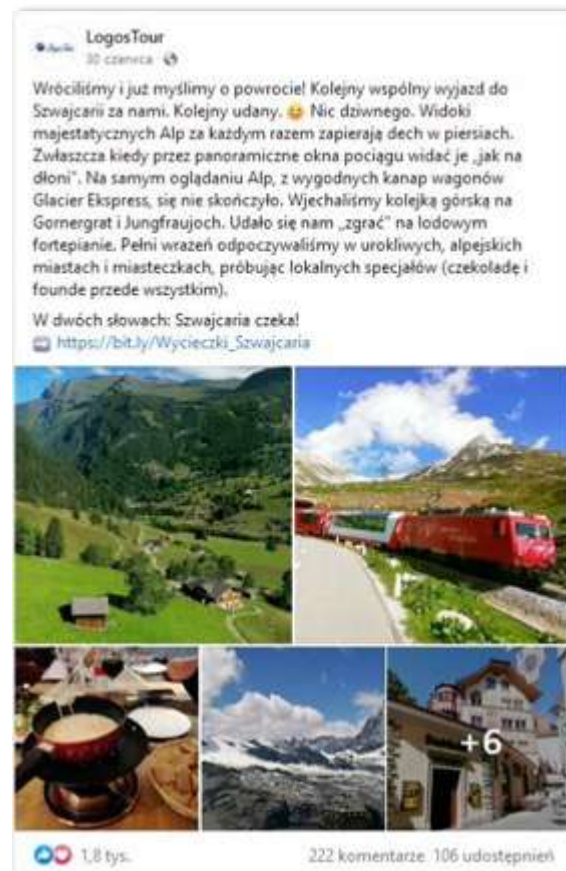 LogosTour
30 czerwca
Wróciliśmy i już myślimy o powrocie! Kolejny wspólny wyjazd do
Szwajcarii za nami. Kolejny udany. 😀 Nic dziwnego. Widoki
majestatycznych Alp za każdym razem zapierają dech w piersiach.
Zwłaszcza kiedy przez panoramiczne okna pociągu widać je „jak na
dłoni”. Na samym oglądaniu Alp, z wygodnych kanap wagonów
Glacier Ekspress, się nie skończyło. Wjechaliśmy kolejką górską na
Gornergrat i Jungfraujoch. Udało się nam „zgrać” na lodowym
fortepianie. Pełni wrażeń odpoczywaliśmy w urokliwych, alpejskich
miastach i miasteczkach, próbując lokalnych specjałów (czekoladę i
founde przede wszystkim).
W dwóch słowach: Szwajcaria czeka!
➡️ https://bit.ly/Wycieczki_Szwajcaria
+6
1,8 tys.
222 komentarze 106 udostępnień